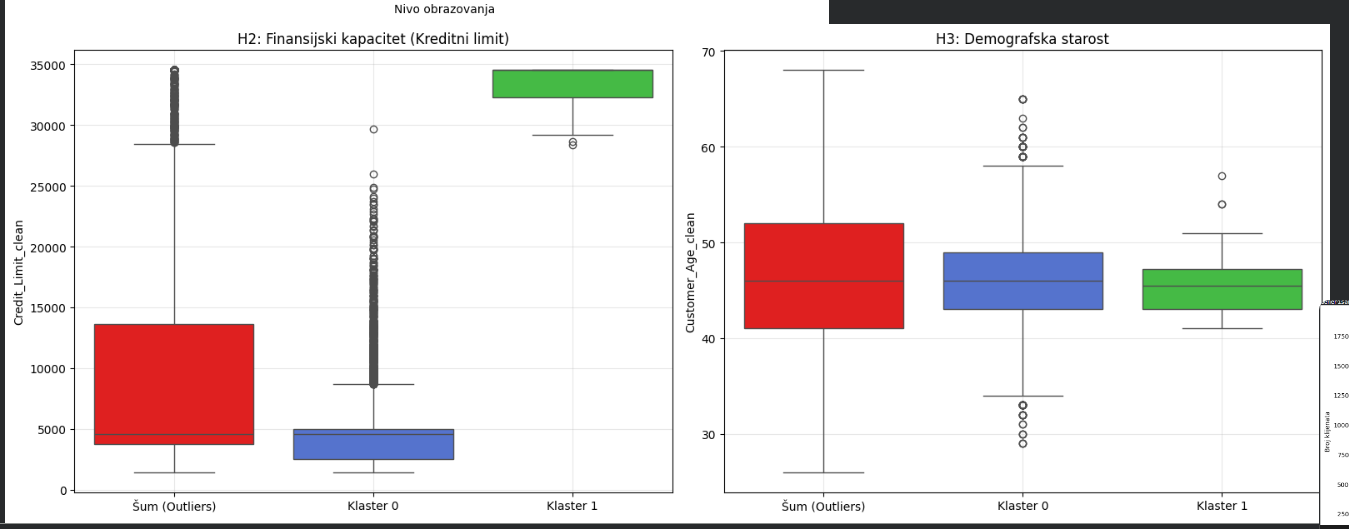 Nivo obrazovanja
H2: Finansijski kapacitet (Kreditni limit)
35000
30000
25000
20000
15000
10000
5000
0
Credit_Limit_clean
Šum (Outliers)
Klaster 0
Klaster 1
H3: Demografska starost
70
60
50
40
30
Customer_Age_clean
Šum (Outliers)
Klaster 0
Klaster 1
1750
1500
1250
1000
750
500
250
Broj klijenata